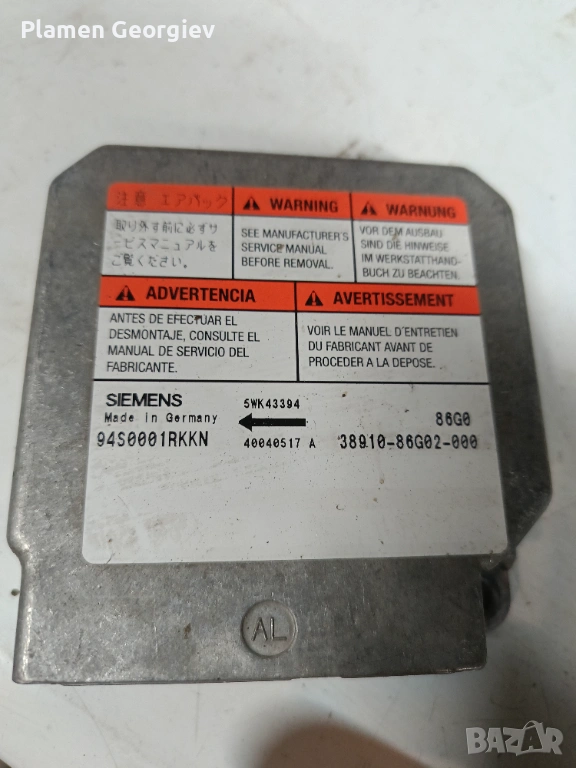 Plamen Georgiev
注意 エアバッグ
取り外す前に必ずサ
ービスマニュアルを
ご覧ください。
WARNING
SEE MANUFACTURER'S
SERVICE MANUAL
BEFORE REMOVAL.
WARNUNG
VOR DEM AUSBAU
SIND DIE HINWEISE
IM WERKSTATTHAND-
BUCH ZU BEACHTEN.
ADVERTENCIA
ANTES DE EFECTUAR EL
DESMONTAJE, CONSULTE EL
MANUAL DE SERVICIO DEL
FABRICANTE.
AVERTISSEMENT
VOIR LE MANUEL D'ENTRETIEN
DU FABRICANT AVANT DE
PROCEDER A LA DEPOSE.
SIEMENS 5WK43394
Made in Germany 86G0
94S0001RKKN 40040517 A 38910-86G02-000
AL
BAZAR